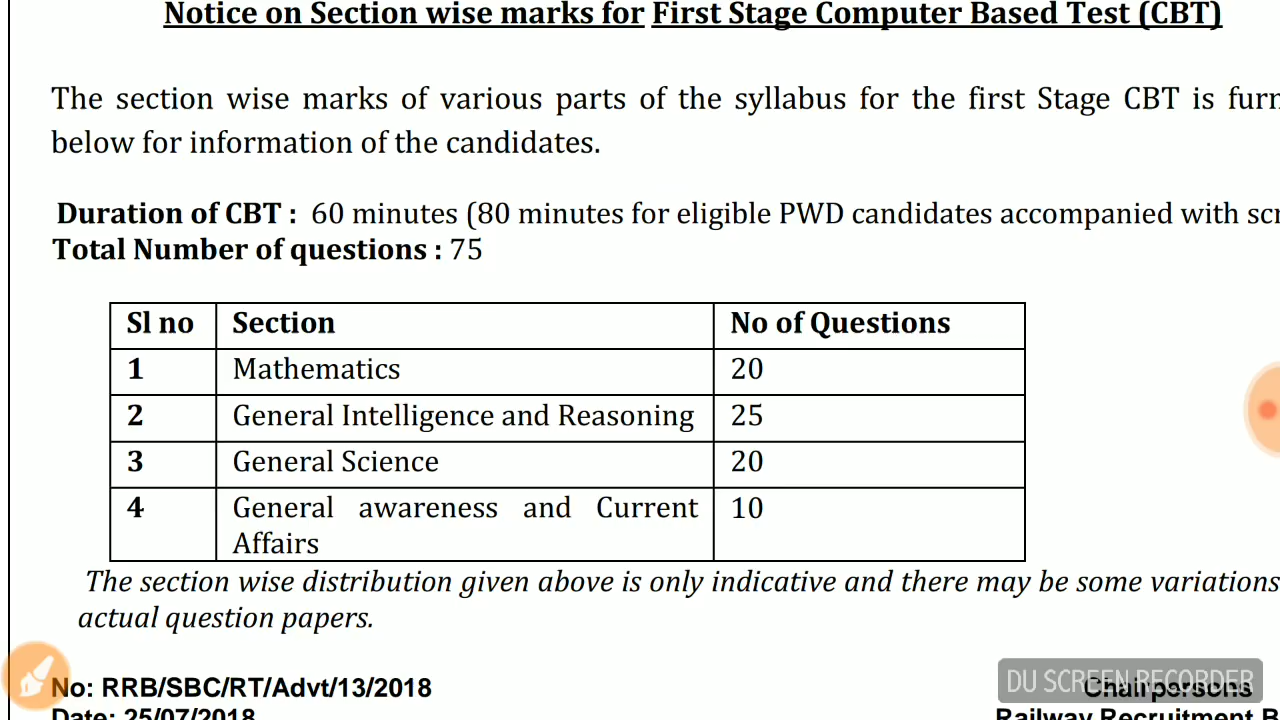 Notice on Section wise marks for First Stage Computer Based Test (CBT)
The section wise marks of various parts of the syllabus for the first Stage CBT is
below for information of the candidates.
Duration of CBT : 60 minutes (80 minutes for eligible PWD candidates accompanied with
Total Number of questions : 75
Sl no Section No of Questions
1 Mathematics 20
2 General Intelligence and Reasoning 25
3 General Science 20
4 General awareness and Current 10
Affairs
The section wise distribution given above is only indicative and there may be some variations
actual question papers.
No: RRB/SBC/RT/Advt/13/2018 Chairpersons
DU SCREEN RECORDER
Date: 25/07/2018 Railway Recruitment